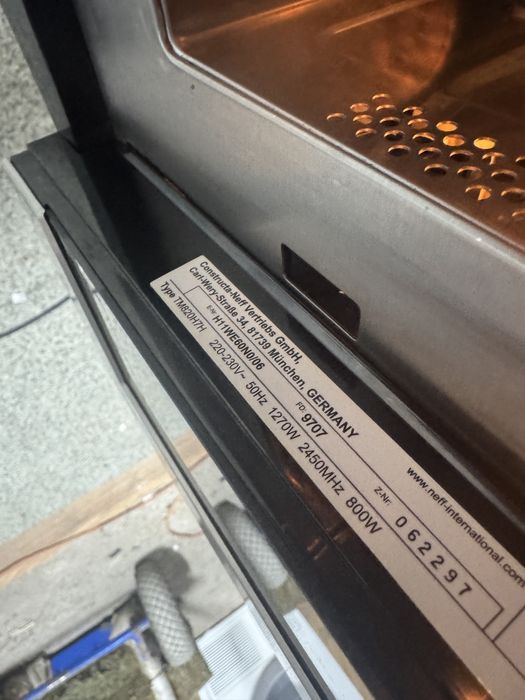 Constructa-Neff Vertriebs GmbH,
Carl-Wery-Straße 34, 81739 München, GERMANY
www.neff-international.com
E-Nr. H11WE60N0/06 FD: 9707 Z-Nr: 062297
Type TM620H7H 220-230V~ 50Hz 1270W 2450MHz 800W